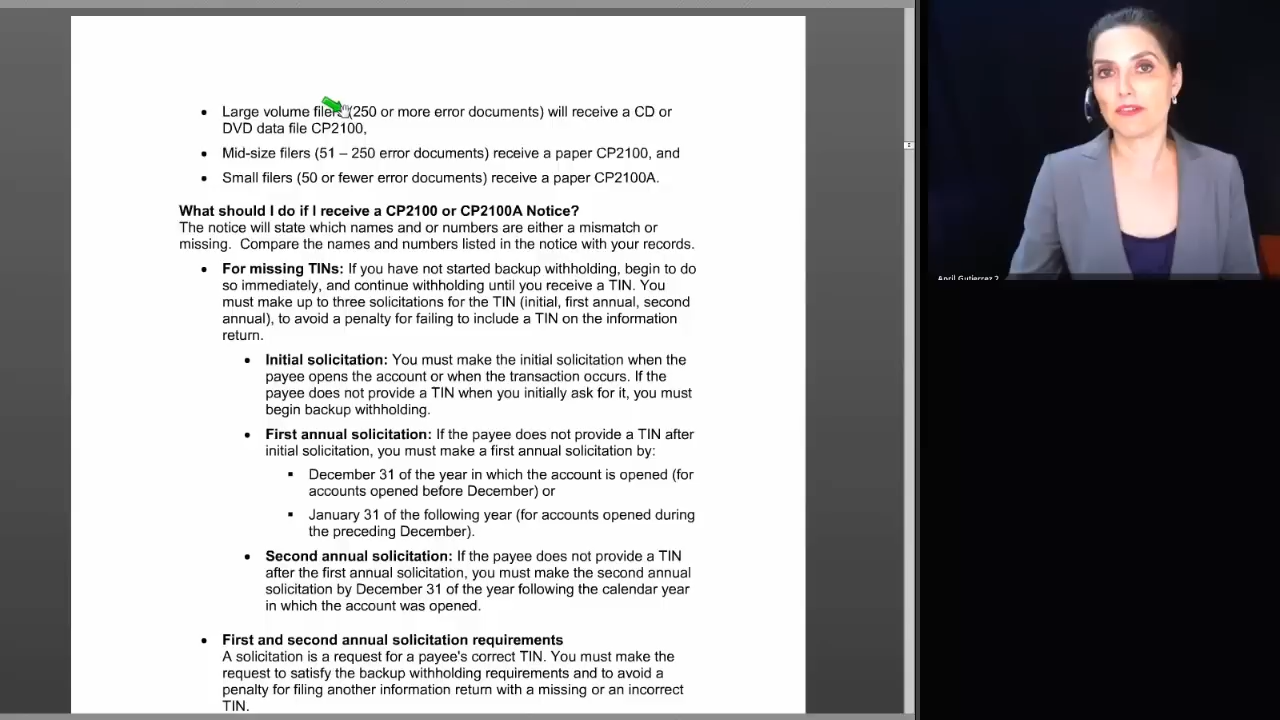 Large volume filers (250 or more error documents) will receive a CD or
DVD data file CP2100,
Mid-size filers (51 – 250 error documents) receive a paper CP2100, and
Small filers (50 or fewer error documents) receive a paper CP2100A.
What should I do if I receive a CP2100 or CP2100A Notice?
The notice will state which names and or numbers are either a mismatch or
missing. Compare the names and numbers listed in the notice with your records.
For missing TINs: If you have not started backup withholding, begin to do
so immediately, and continue withholding until you receive a TIN. You
must make up to three solicitations for the TIN (initial, first annual, second
annual), to avoid a penalty for failing to include a TIN on the information
return.
Initial solicitation: You must make the initial solicitation when the
payee opens the account or when the transaction occurs. If the
payee does not provide a TIN when you initially ask for it, you must
begin backup withholding.
First annual solicitation: If the payee does not provide a TIN after
initial solicitation, you must make a first annual solicitation by:
December 31 of the year in which the account is opened (for
accounts opened before December) or
January 31 of the following year (for accounts opened during
the preceding December).
Second annual solicitation: If the payee does not provide a TIN
after the first annual solicitation, you must make the second annual
solicitation by December 31 of the year following the calendar year
in which the account was opened.
First and second annual solicitation requirements
A solicitation is a request for a payee's correct TIN. You must make the
request to satisfy the backup withholding requirements and to avoid a
penalty for filing another information return with a missing or an incorrect
TIN.
April Gutierrez 2